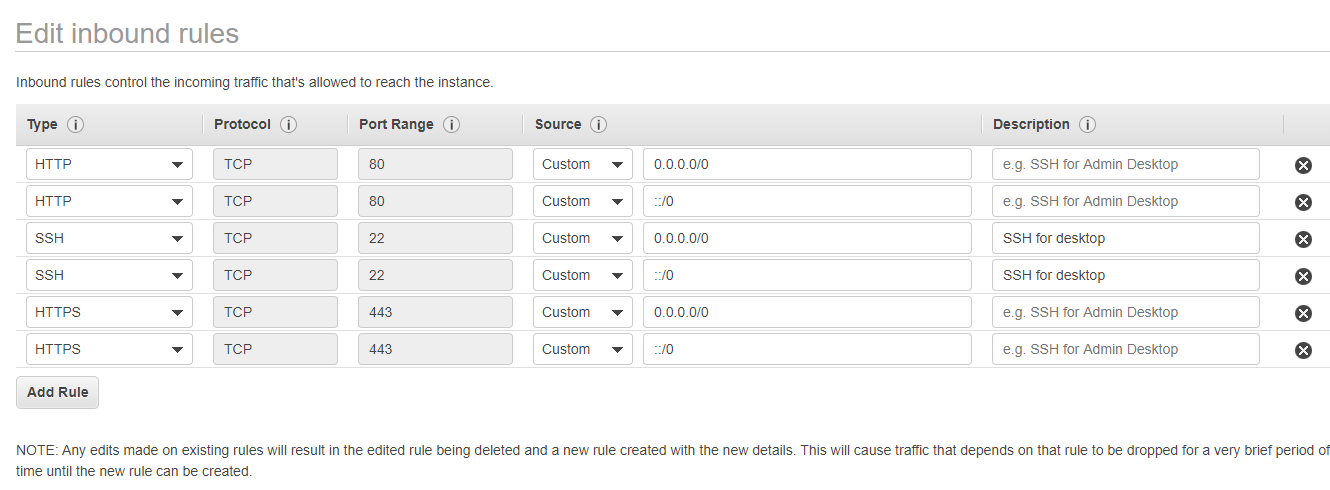 Edit inbound rules
Inbound rules control the incoming traffic that's allowed to reach the instance.
Type i Protocol i Port Range i Source i Description i
HTTP TCP 80 Custom 0.0.0.0/0 e.g. SSH for Admin Desktop
HTTP TCP 80 Custom ::/0 e.g. SSH for Admin Desktop
SSH TCP 22 Custom 0.0.0.0/0 SSH for desktop
SSH TCP 22 Custom ::/0 SSH for desktop
HTTPS TCP 443 Custom 0.0.0.0/0 e.g. SSH for Admin Desktop
HTTPS TCP 443 Custom ::/0 e.g. SSH for Admin Desktop
Add Rule
NOTE: Any edits made on existing rules will result in the edited rule being deleted and a new rule created with the new details. This will cause traffic that depends on that rule to be dropped for a very brief period of
time until the new rule can be created.